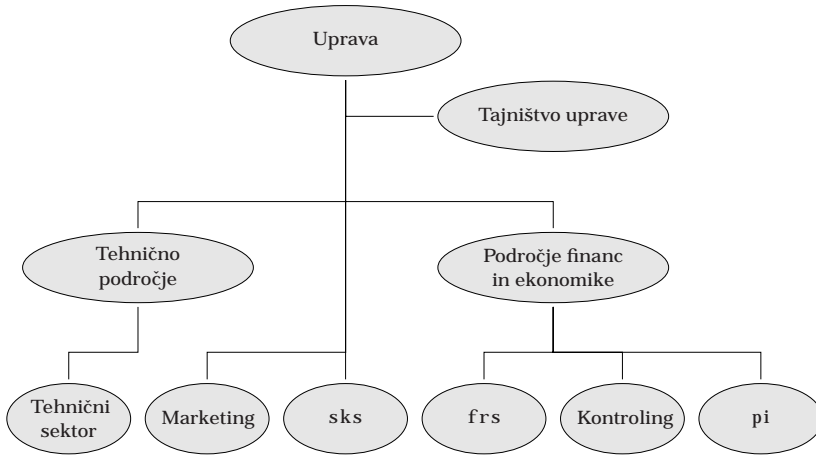 Uprava
Tajništvo uprave
Tehnično
področje
Področje financ
in ekonomike
Tehnični
sektor
Marketing
sks
frs
Kontroling
pi